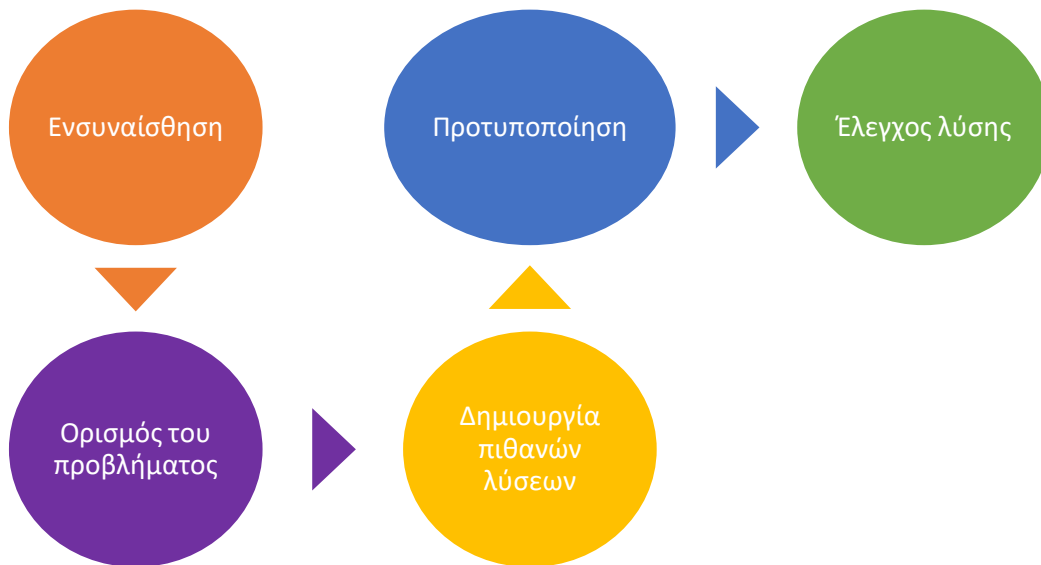 Ενσυναίσθηση
Ορισμός του
προβλήματος
Δημιουργία
πιθανών
λύσεων
Προτυποποίηση
Έλεγχος λύσης